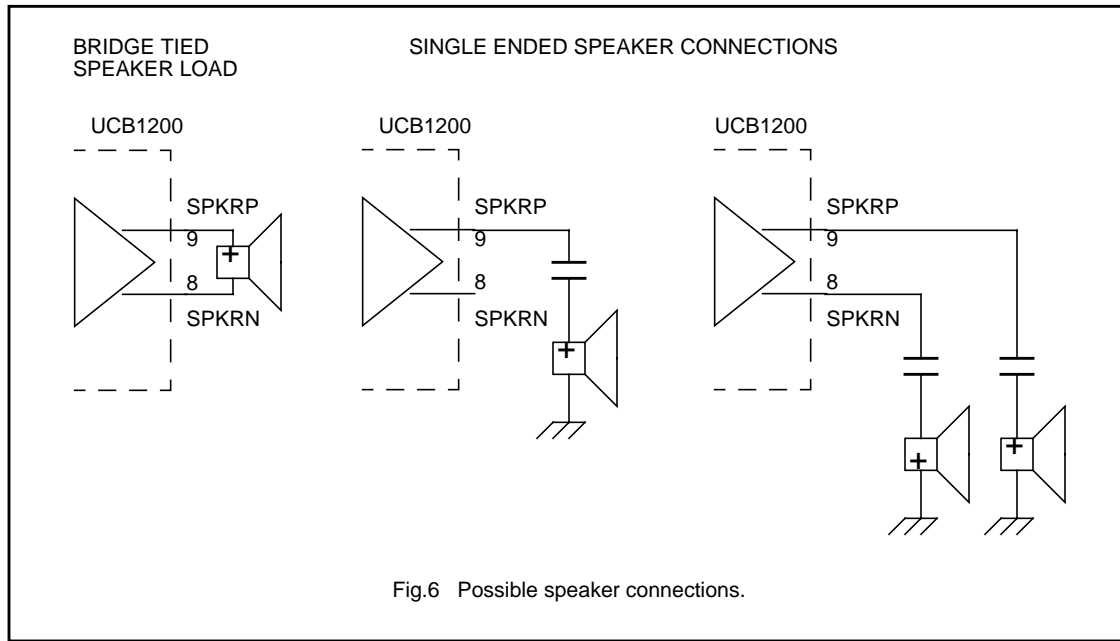 BRIDGE TIED
SPEAKER LOAD
SINGLE ENDED SPEAKER CONNECTIONS
UCB1200
SPKRP
9
+
8
SPKRN
UCB1200
SPKRP
9
8
SPKRN
+
UCB1200
SPKRP
9
8
SPKRN
+
+
Fig.6 Possible speaker connections.